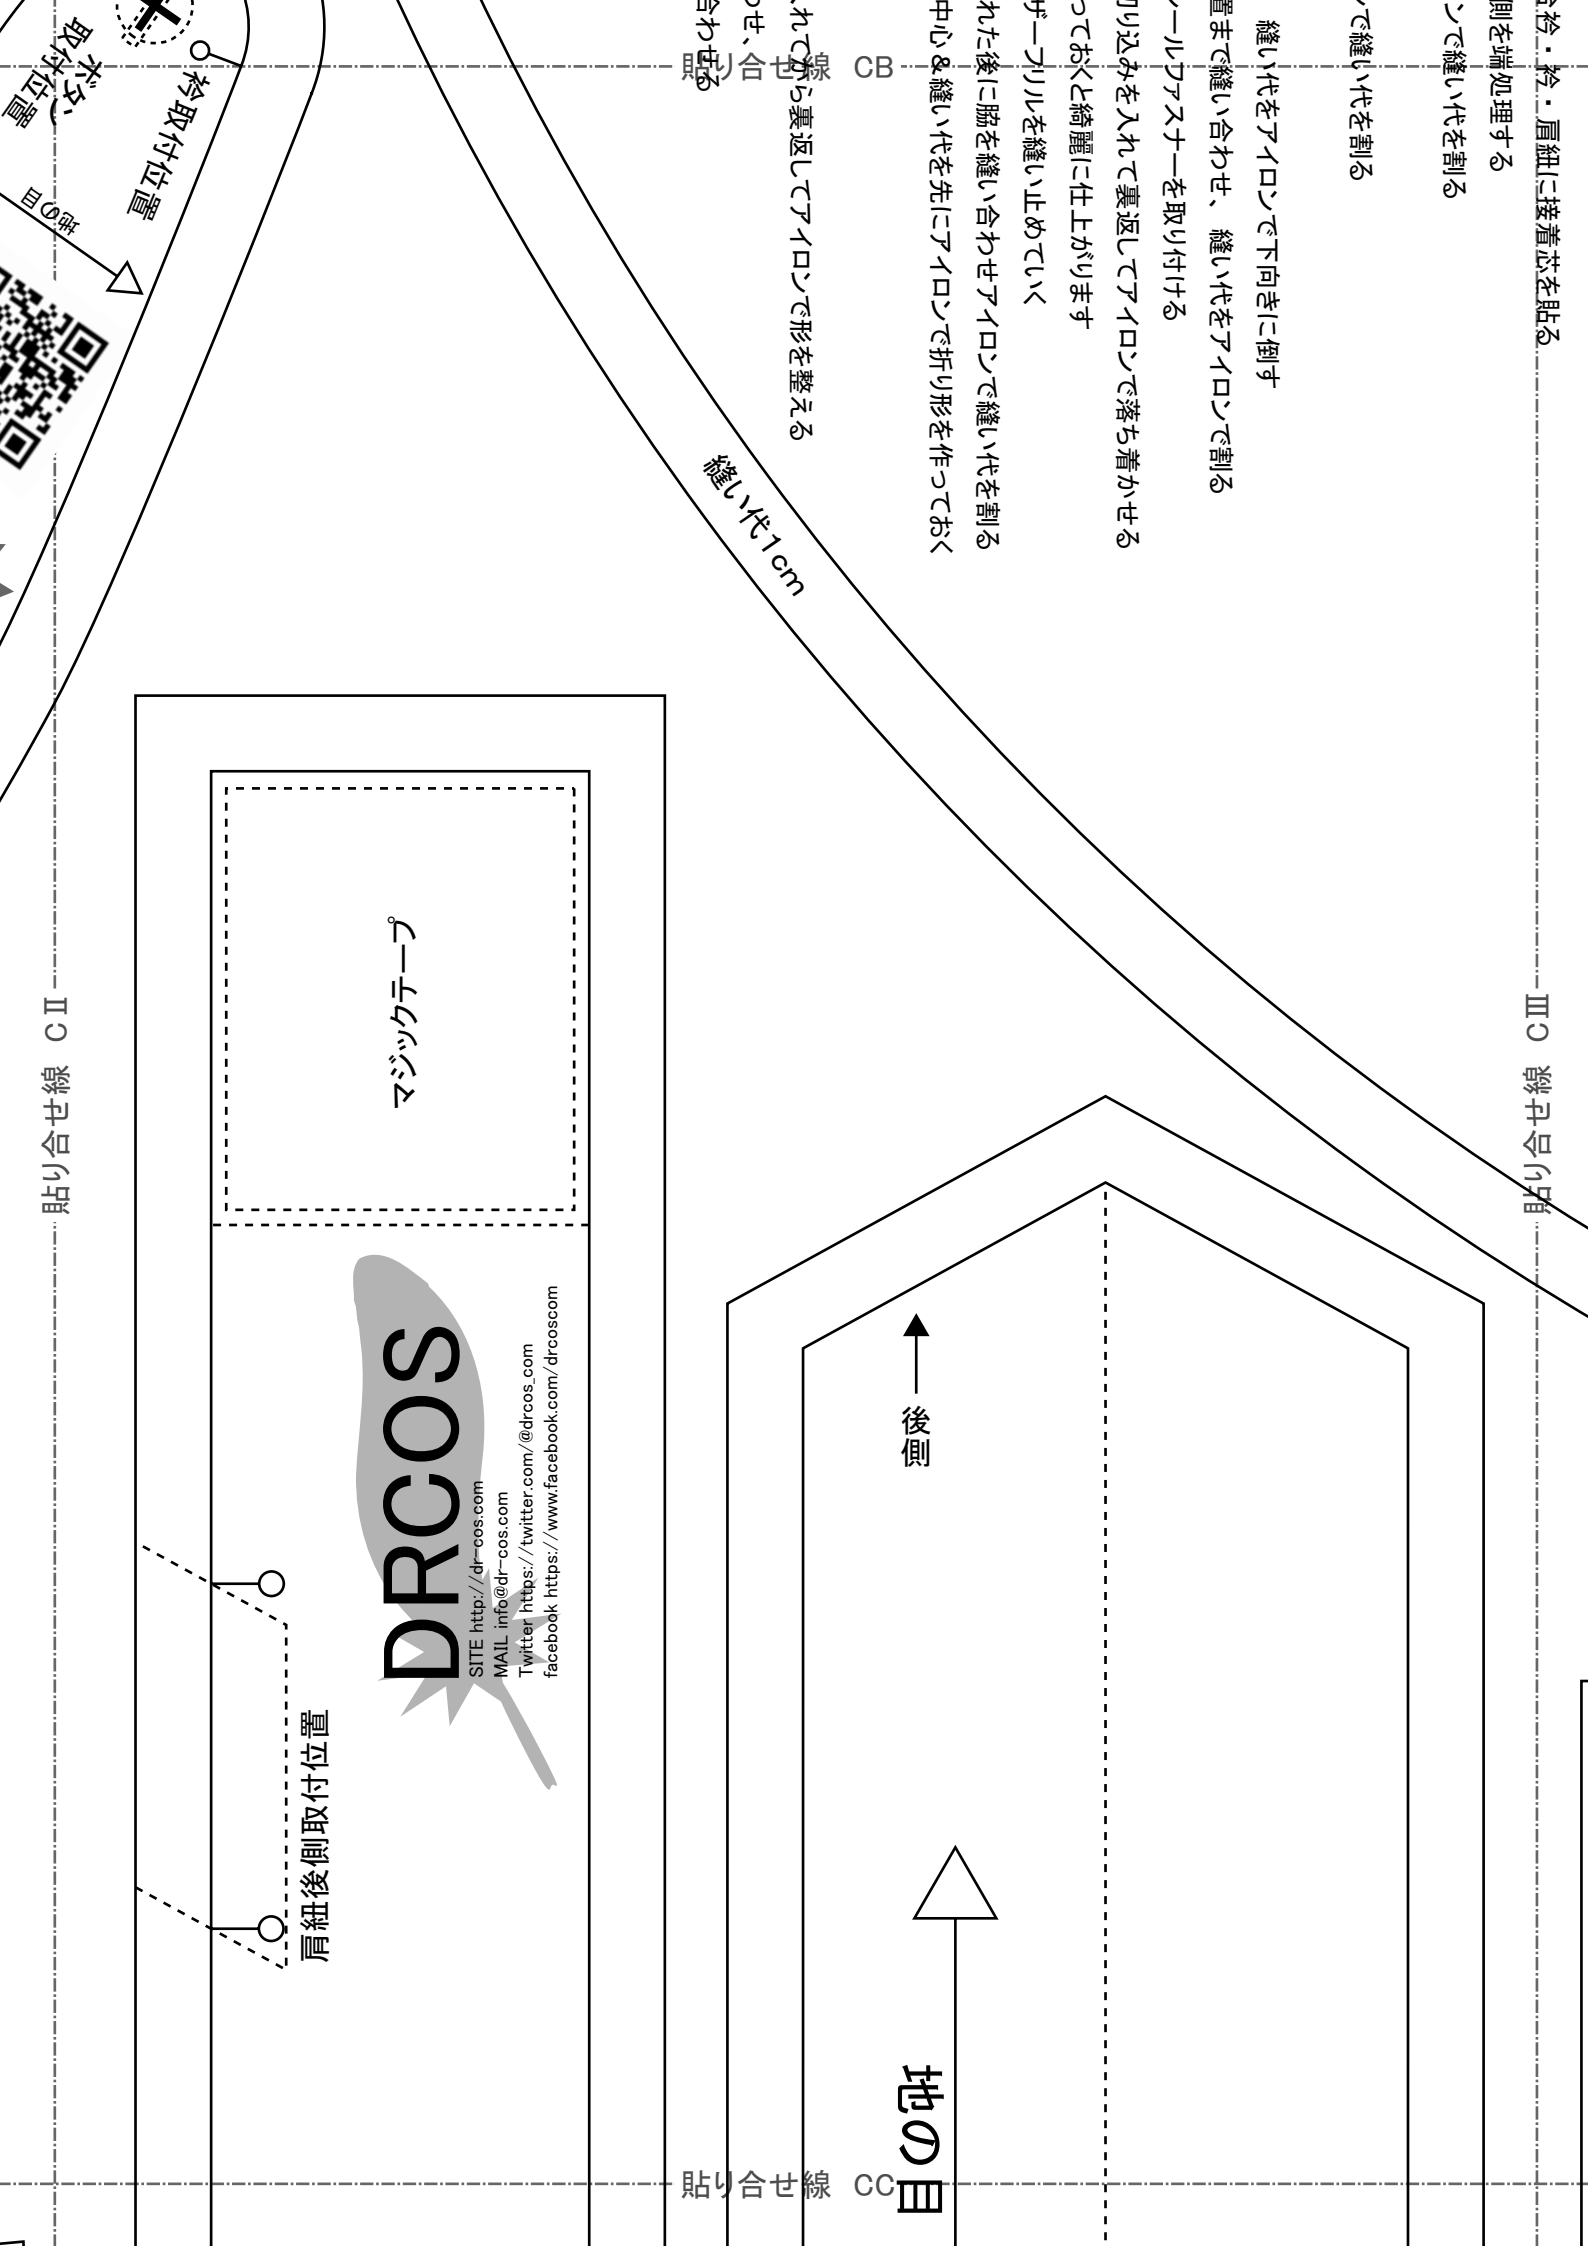 貼り合せ線 CB
台衿・衿・肩紐に接着芯を貼る
側を端処理する
ンで縫い代を割る
で縫い代を割る
縫い代をアイロンで下向きに倒す
置まで縫い合わせ、縫い代をアイロンで割る
ールファスナーを取り付ける
切り込みを入れて裏返してアイロンで落ち着かせる
っておくと綺麗に仕上がります
ザーフリルを縫い止めていく
れた後に脇を縫い合わせアイロンで縫い代を割る
中心&縫い代を先にアイロンで折り形を作っておく
れてから裏返してアイロンで形を整える
わせ、
合わせる
ボタン
取付位置
衿取付位置
地の目
縫い代1cm
貼り合せ線 CⅡ
貼り合せ線 CⅢ
マジックテープ
DRCOS
SITE http://dr-cos.com
MAIL info@dr-cos.com
Twitter https://twitter.com/@drcos_com
facebook https://www.facebook.com/drcoscom
後側
肩紐後側取付位置
地の目
貼り合せ線 CC